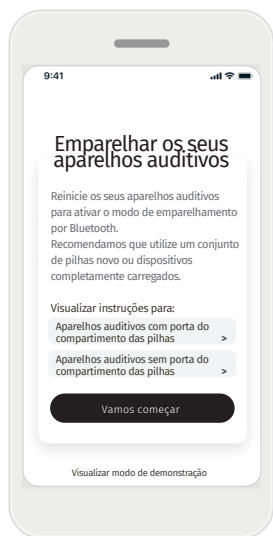 9:41
Emparelhar os seus
aparelhos auditivos
Reinicie os seus aparelhos auditivos
para ativar o modo de emparelhamento
por Bluetooth.
Recomendamos que utilize um conjunto
de pilhas novo ou dispositivos
completamente carregados.
Visualizar instruções para:
Aparelhos auditivos com porta do
compartimento das pilhas >
Aparelhos auditivos sem porta do
compartimento das pilhas >
Vamos começar
Visualizar modo de demonstração